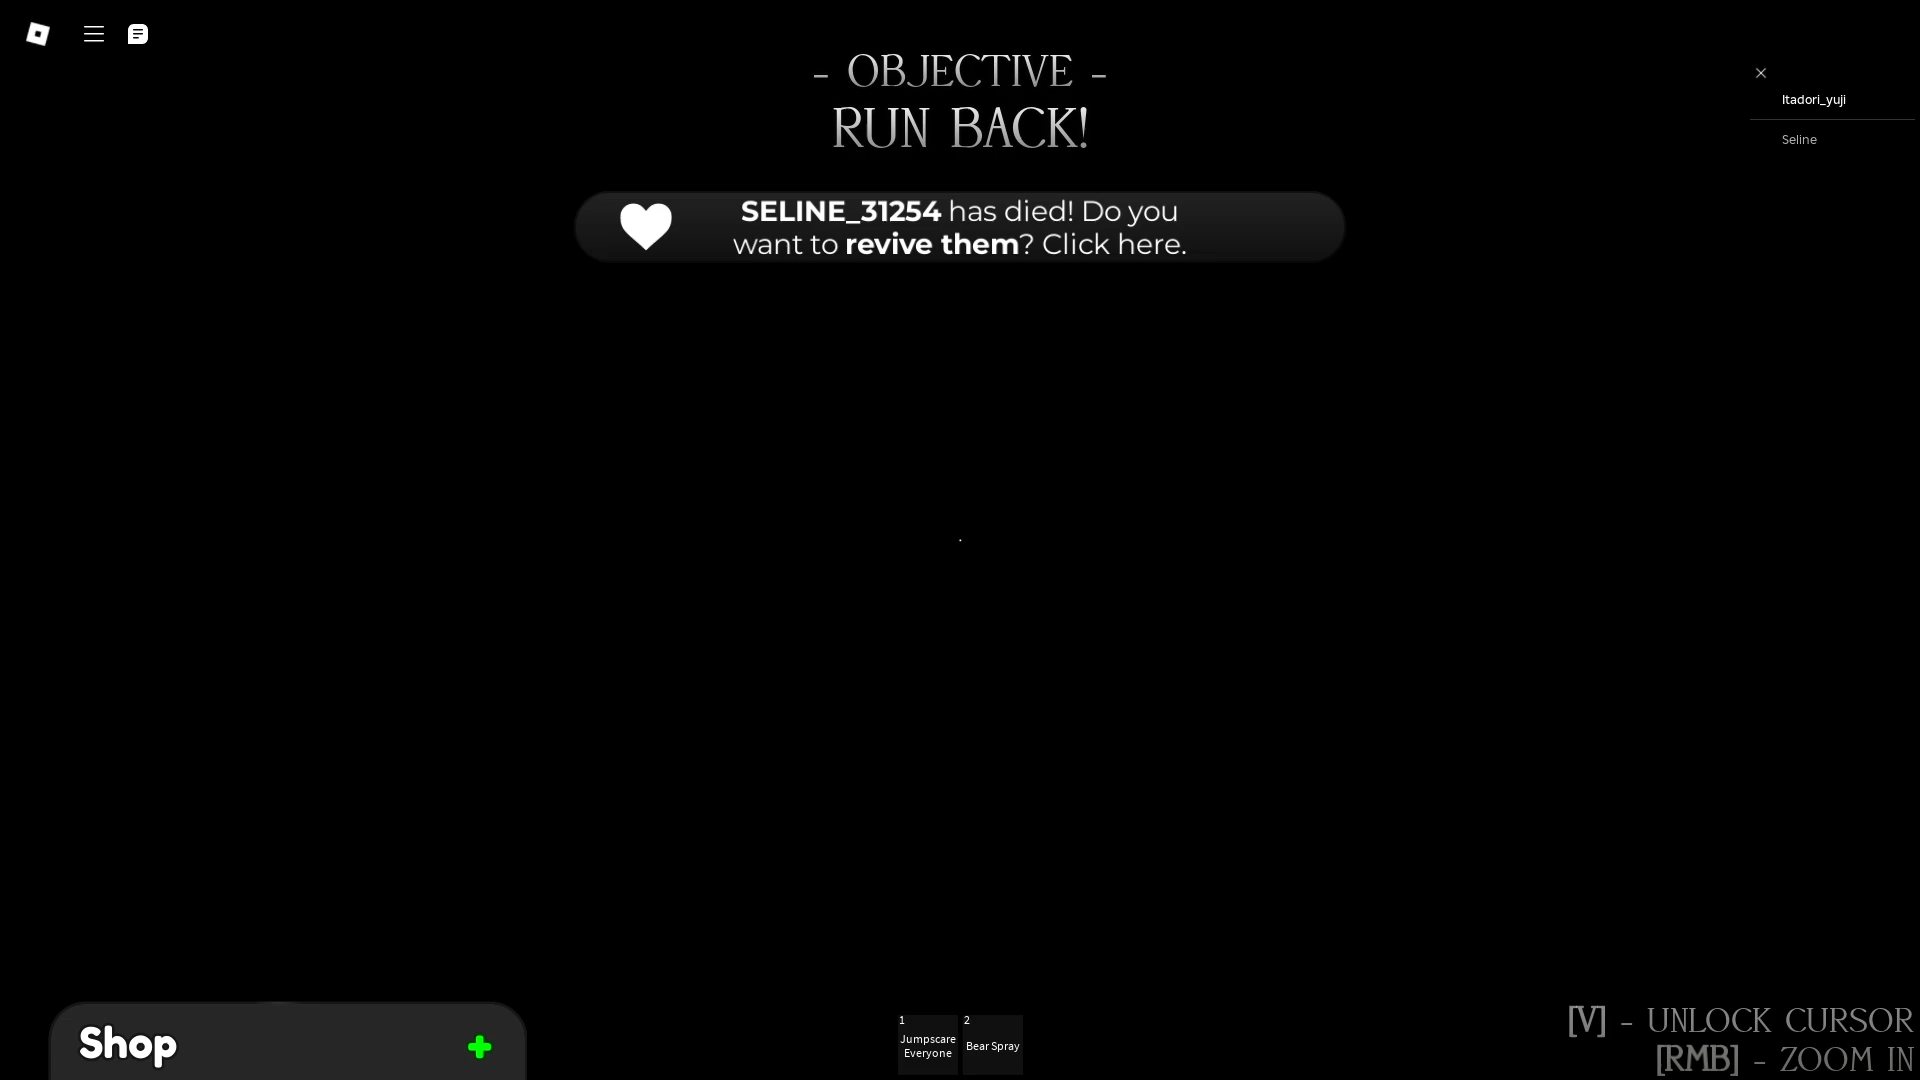 - OBJECTIVE -
RUN BACK!
Itadori_yuji
Seline
SELINE_31254 has died! Do you
want to revive them? Click here.
Shop
1
Jumpscare
Everyone
2
Bear Spray
[V] - UNLOCK CURSOR
[RMB] - ZOOM IN